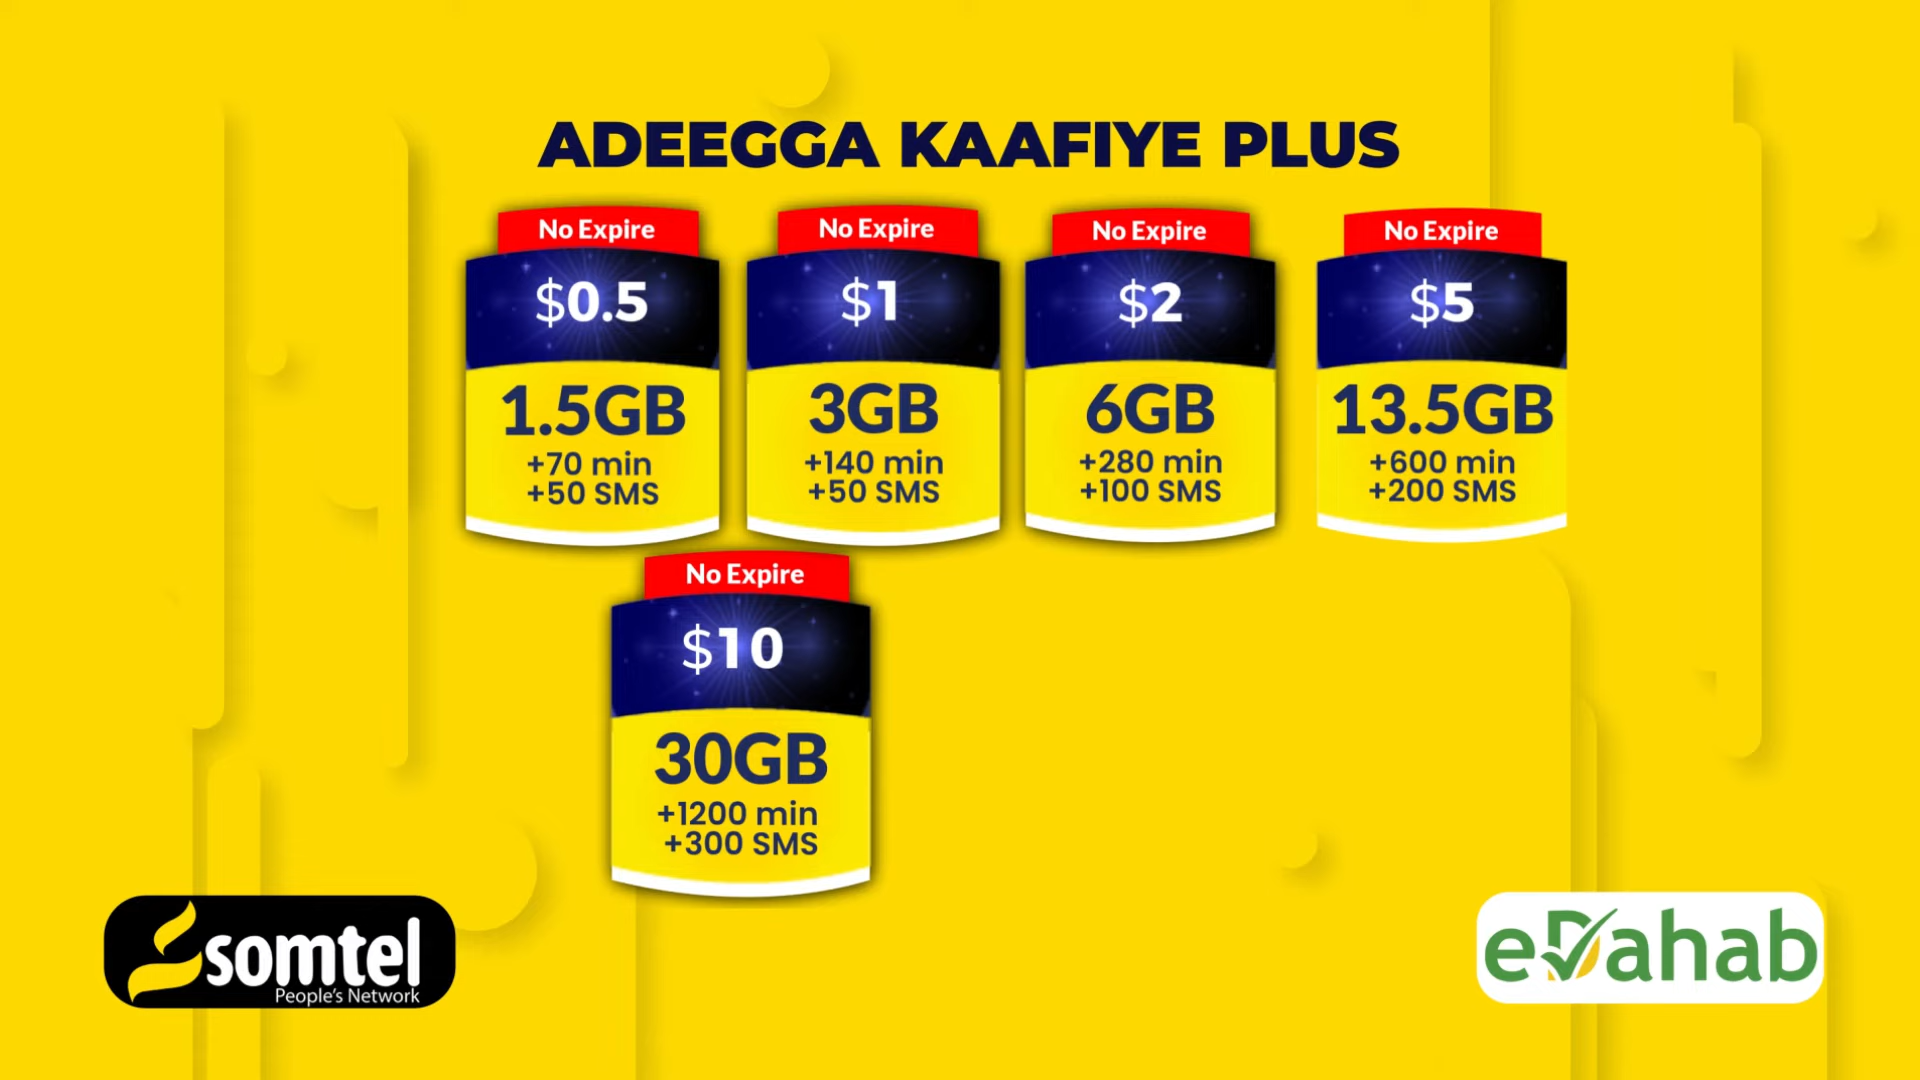 ADEEGGA KAAFIYE PLUS
No Expire
$0.5
1.5GB
+70 min
+50 SMS
No Expire
$1
3GB
+140 min
+50 SMS
No Expire
$2
6GB
+280 min
+100 SMS
No Expire
$5
13.5GB
+600 min
+200 SMS
No Expire
$10
30GB
+1200 min
+300 SMS
somtel
People's Network
eDahab